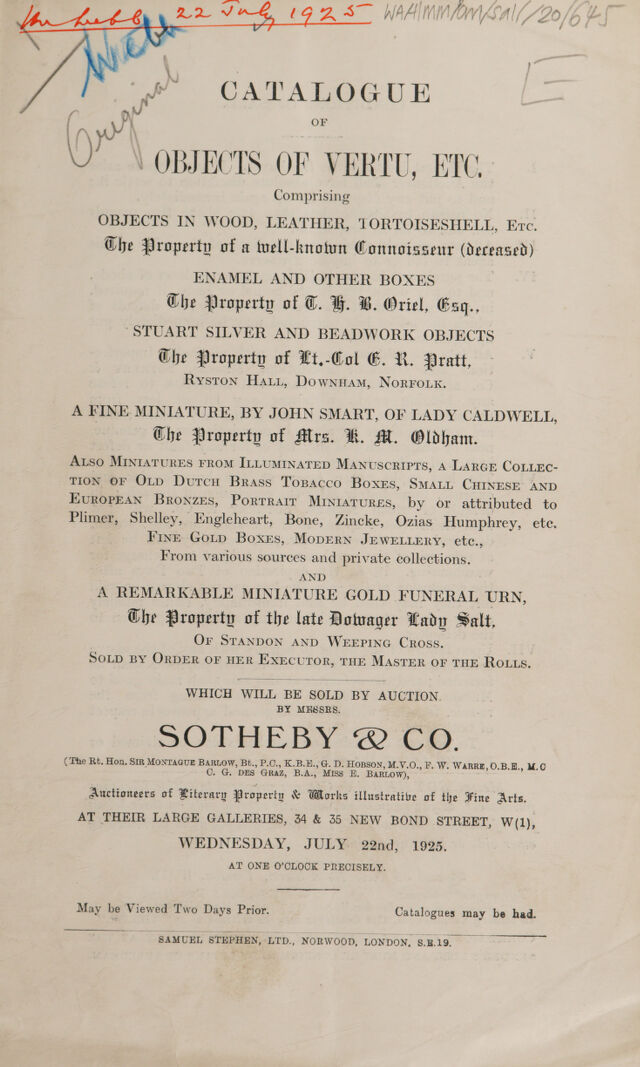 22 July 1925 WAHMM/BM/Sal/20/645
Webb
Original
E
CATALOGUE
OF
OBJECTS OF VERTU, ETC.
Comprising
OBJECTS IN WOOD, LEATHER, TORTOISESHELL, ETC.
The Property of a well-known Connoisseur (deceased)
ENAMEL AND OTHER BOXES
The Property of T. H. B. Oriel, Esq.,
STUART SILVER AND BEADWORK OBJECTS
The Property of Lt.-Col E. R. Pratt,
RYSTON HALL, DOWNHAM, NORFOLK.
A FINE MINIATURE, BY JOHN SMART, OF LADY CALDWELL,
The Property of Mrs. K. M. Oldham.
ALSO MINIATURES FROM ILLUMINATED MANUSCRIPTS, A LARGE COLLEC-
TION OF OLD DUTCH BRASS TOBACCO BOXES, SMALL CHINESE AND
EUROPEAN BRONZES, PORTRAIT MINIATURES, by or attributed to
Plimer, Shelley, Engleheart, Bone, Zincke, Ozias Humphrey, etc.
FINE GOLD BOXES, MODERN JEWELLERY, etc.,
From various sources and private collections.
AND
A REMARKABLE MINIATURE GOLD FUNERAL URN,
The Property of the late Dowager Lady Salt,
OF STANDON AND WEEPING CROSS.
SOLD BY ORDER OF HER EXECUTOR, THE MASTER OF THE ROLLS.
WHICH WILL BE SOLD BY AUCTION
BY MESSRS.
SOTHEBY & CO.
(The Rt. Hon. SIR MONTAGUE BARLOW, Bt., P.C., K.B.E., G. D. HOBSON, M.V.O., F. W. WARRE, O.B.E., M.C
C. G. DES GRAZ, B.A., MISS E. BARLOW),
Auctioneers of Literary Property & Works illustrative of the Fine Arts.
AT THEIR LARGE GALLERIES, 34 & 35 NEW BOND STREET, W(1),
WEDNESDAY, JULY 22nd, 1925.
AT ONE O'CLOCK PRECISELY.
May be Viewed Two Days Prior. Catalogues may be had.
SAMUEL STEPHEN, LTD., NORWOOD, LONDON, S.E.19.